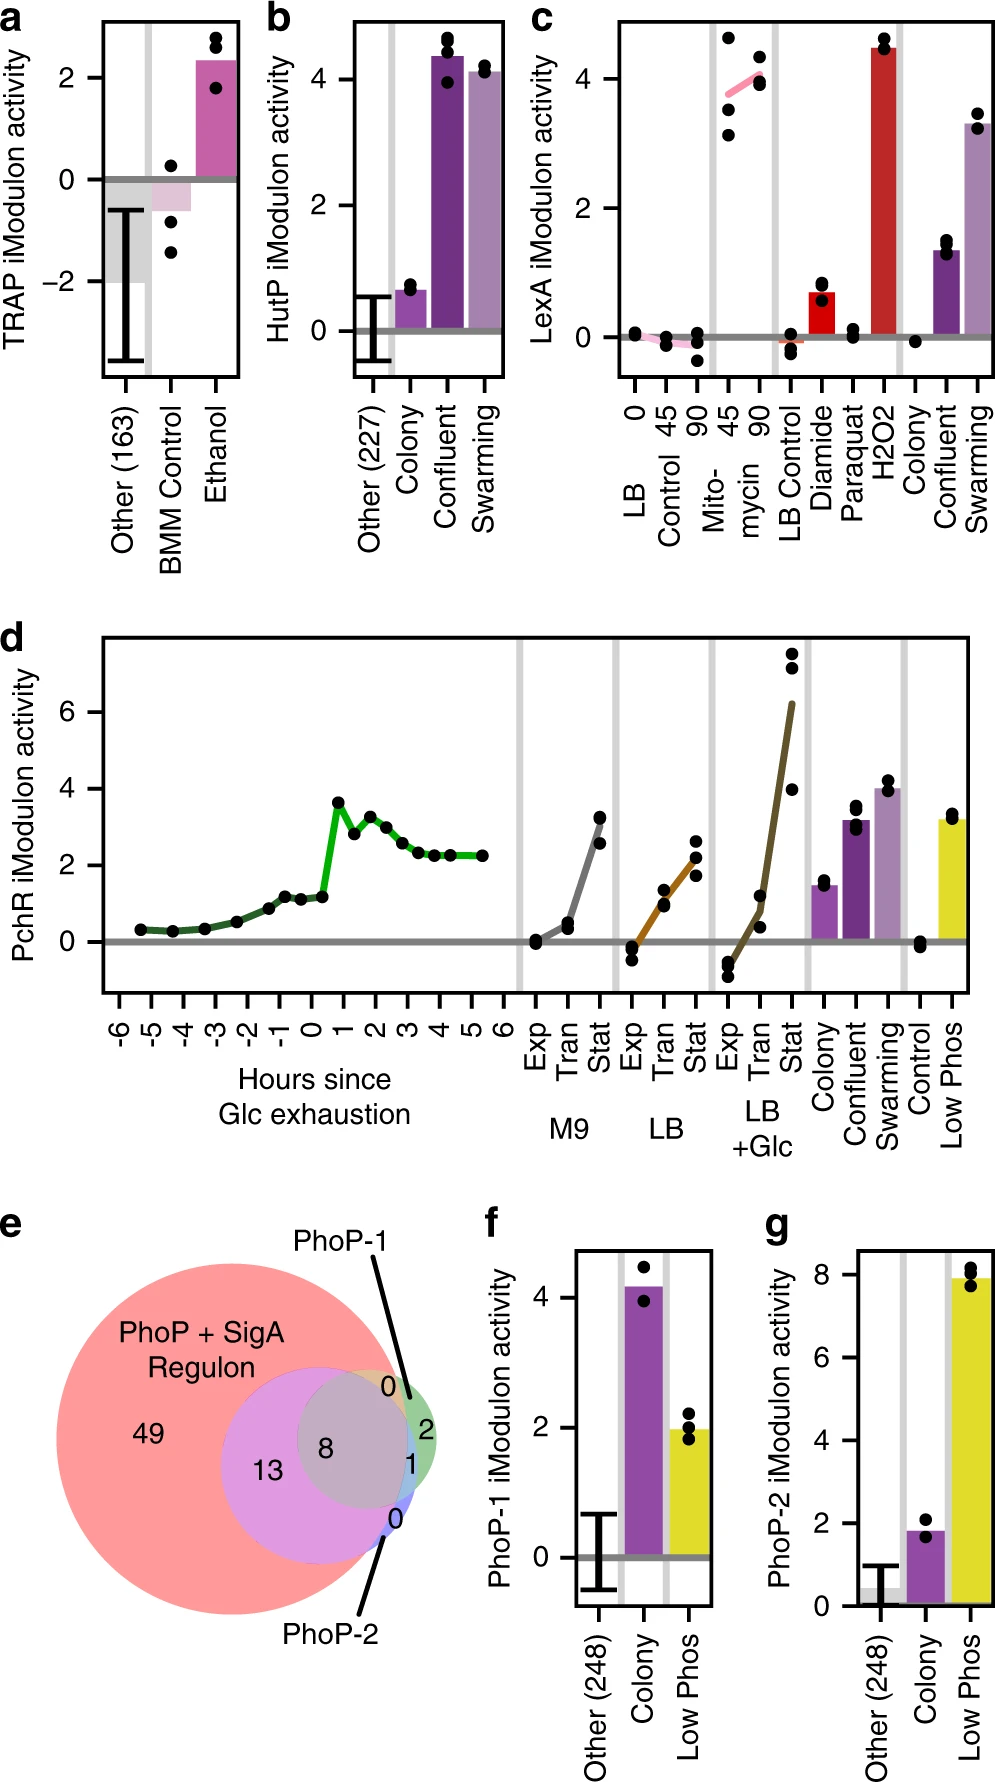 a
TRAP iModulon activity
2
0
−2
Other (163)
BMM Control
Ethanol
b
HutP iModulon activity
4
2
0
Other (227)
Colony
Confluent
Swarming
c
LexA iModulon activity
4
2
0
0
45
90
45
90
LB
Control
Mito-
mycin
LB Control
Diamide
Paraquat
H2O2
Colony
Confluent
Swarming
d
PchR iModulon activity
6
4
2
0
-6
-5
-4
-3
-2
-1
0
1
2
3
4
5
6
Hours since
Glc exhaustion
Exp
Tran
Stat
M9
Exp
Tran
Stat
LB
Exp
Tran
Stat
LB
+Glc
Colony
Confluent
Swarming
Control
Low Phos
e
PhoP-1
PhoP + SigA
Regulon
0
49
2
8
1
13
0
PhoP-2
f
PhoP-1 iModulon activity
4
2
0
Other (248)
Colony
Low Phos
g
PhoP-2 iModulon activity
8
6
4
2
0
Other (248)
Colony
Low Phos